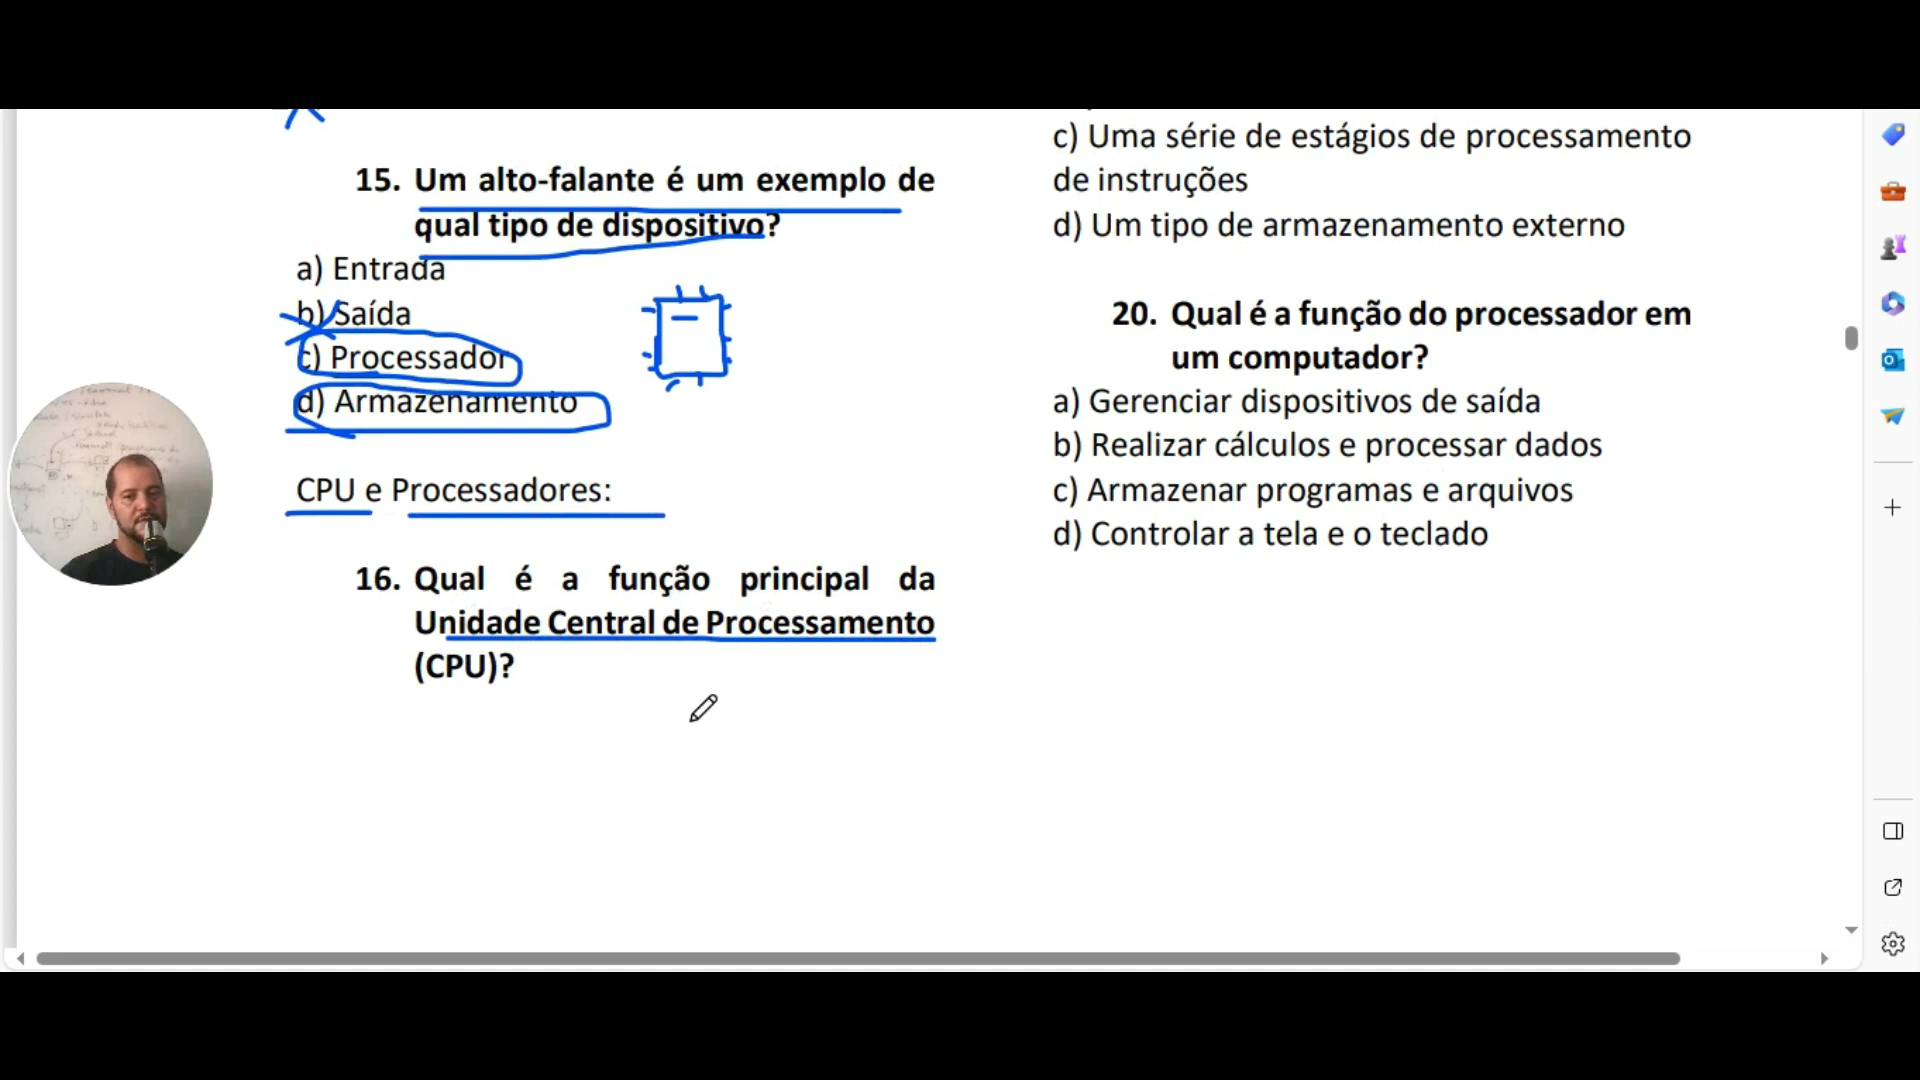 15. Um alto-falante é um exemplo de
qual tipo de dispositivo?
a) Entrada
b) Saída
c) Processador
d) Armazenamento
CPU e Processadores:
16. Qual é a função principal da
Unidade Central de Processamento
(CPU)?
c) Uma série de estágios de processamento
de instruções
d) Um tipo de armazenamento externo
20. Qual é a função do processador em
um computador?
a) Gerenciar dispositivos de saída
b) Realizar cálculos e processar dados
c) Armazenar programas e arquivos
d) Controlar a tela e o teclado